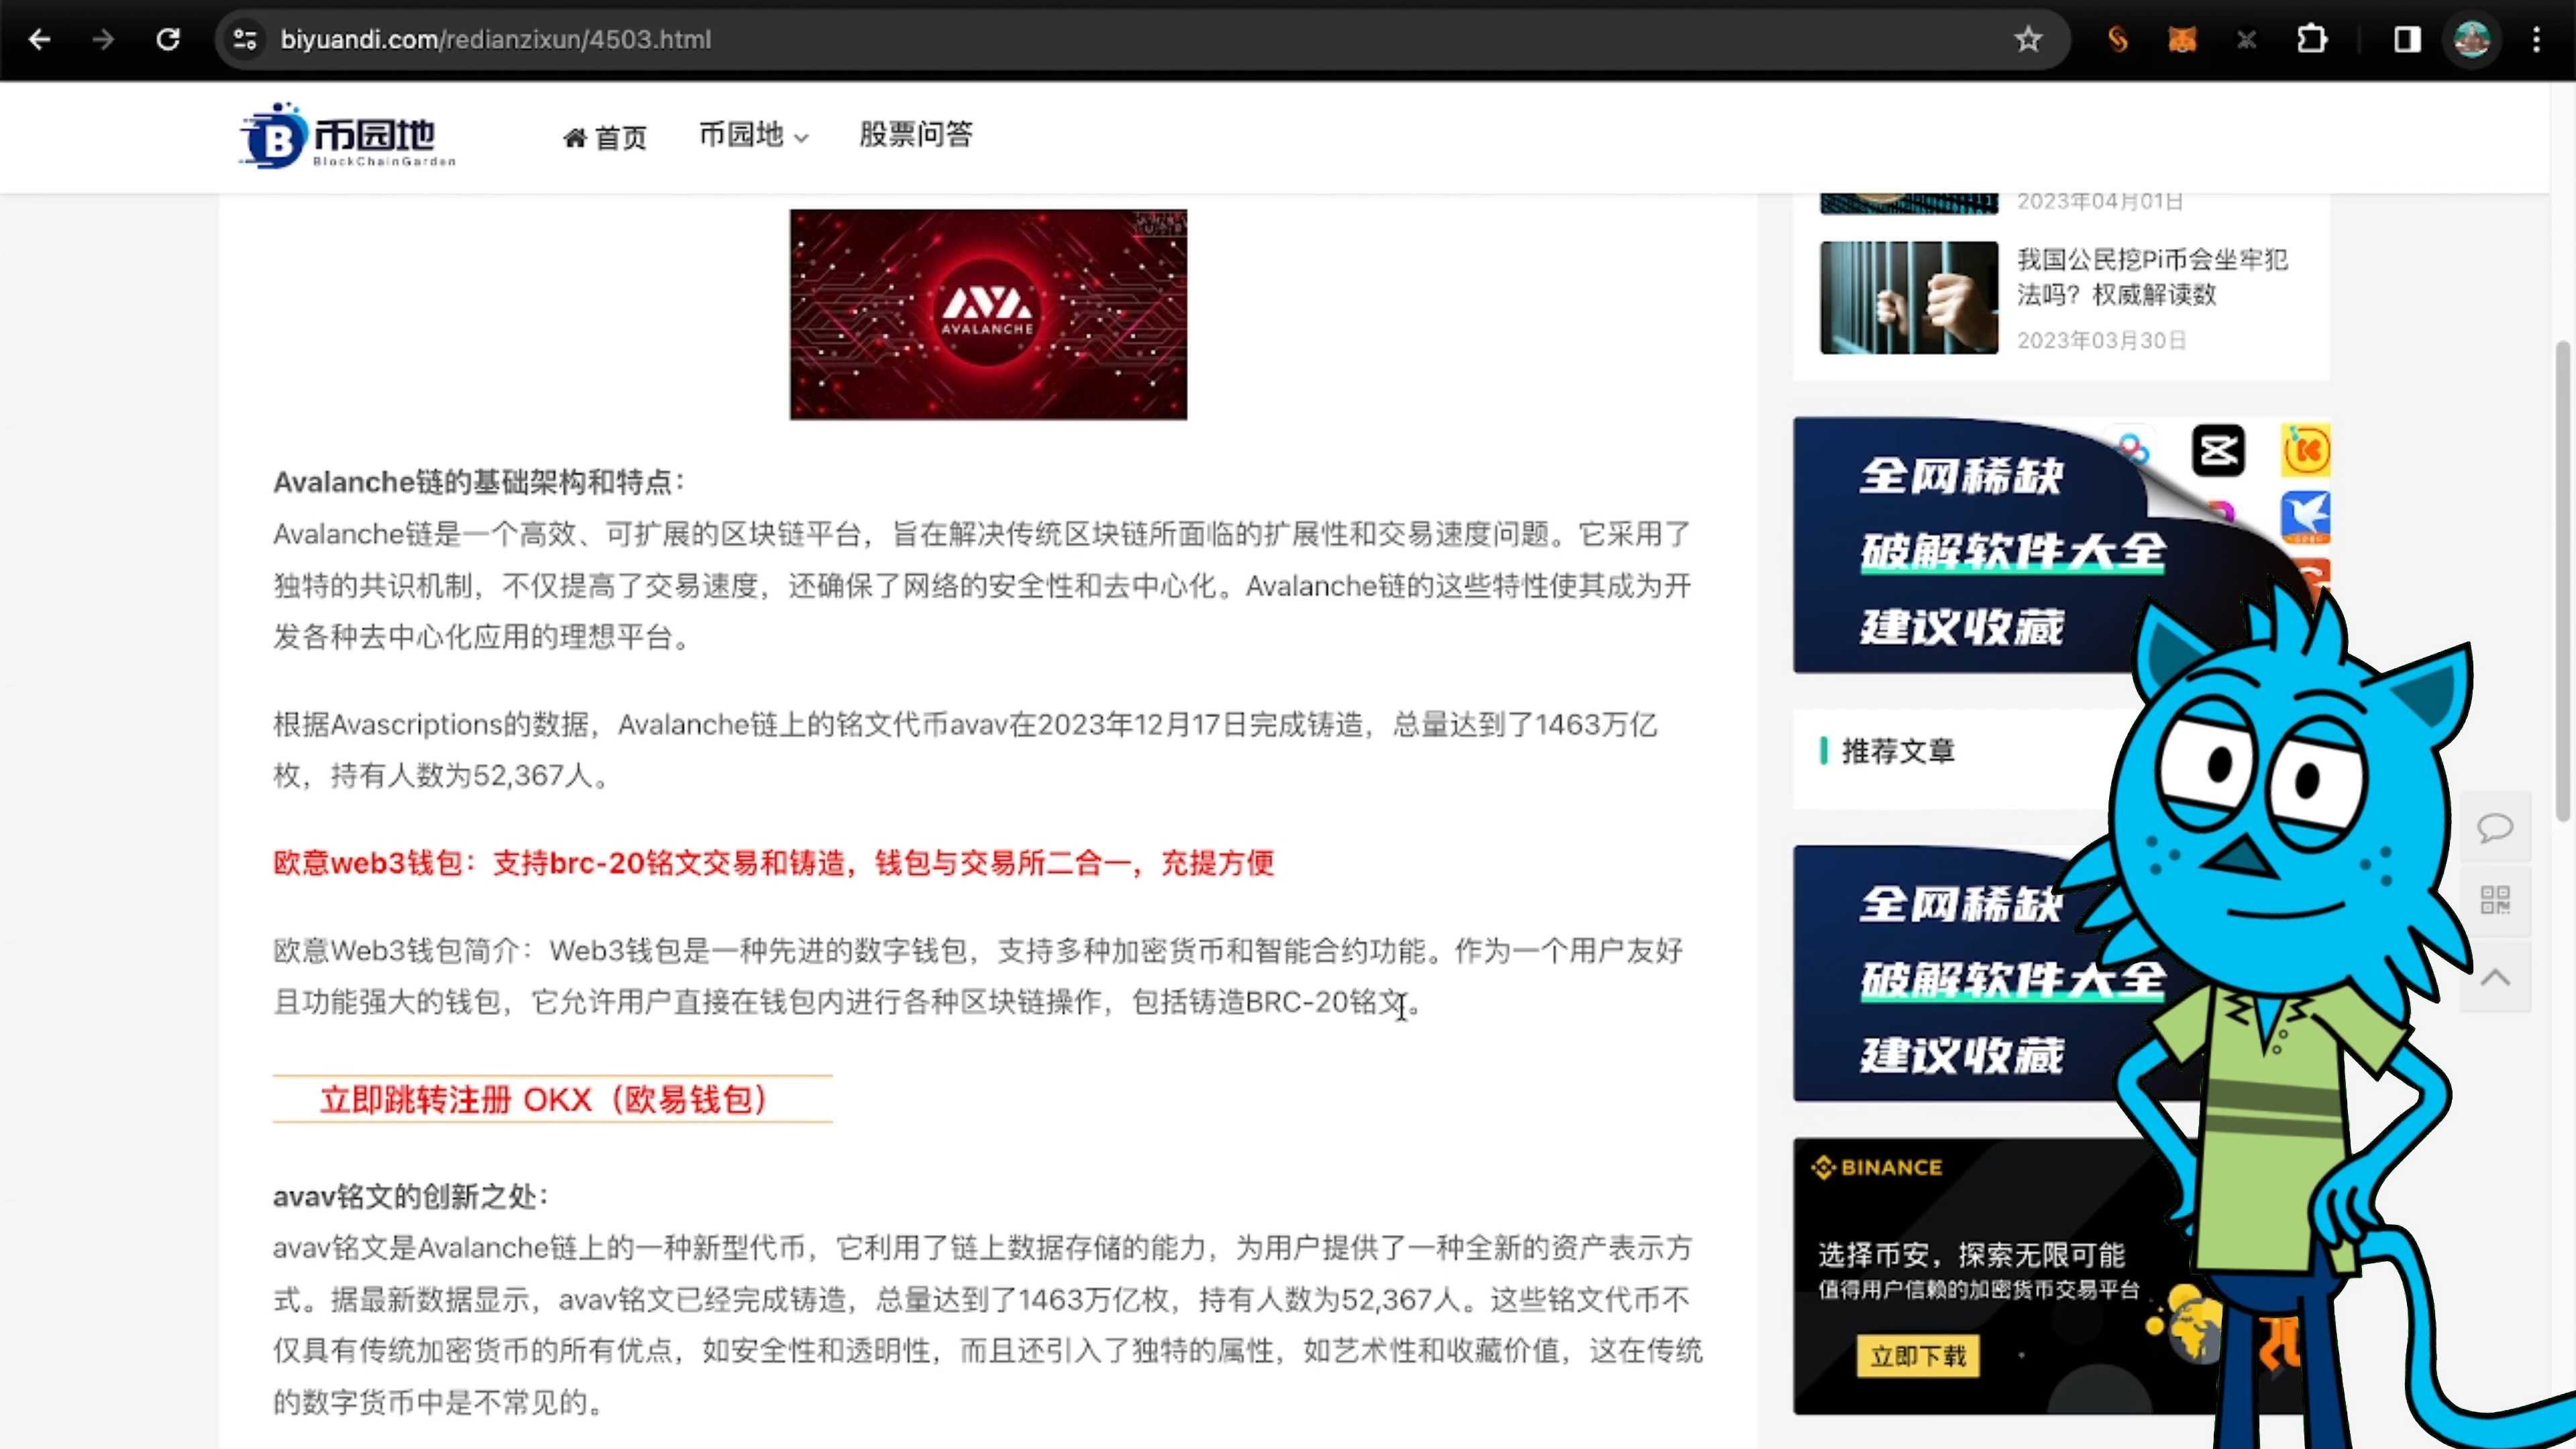 biyuandi.com/redianzixun/4503.html
币园地
BlockChainGarden
首页
币园地
股票问答
AVALANCHE
Avalanche链的基础架构和特点：
Avalanche链是一个高效、可扩展的区块链平台，旨在解决传统区块链所面临的扩展性和交易速度问题。它采用了
独特的共识机制，不仅提高了交易速度，还确保了网络的安全性和去中心化。Avalanche链的这些特性使其成为开
发各种去中心化应用的理想平台。
根据Avascriptions的数据，Avalanche链上的铭文代币avav在2023年12月17日完成铸造，总量达到了1463万亿
枚，持有人数为52,367人。
欧意web3钱包：支持brc-20铭文交易和铸造，钱包与交易所二合一，充提方便
欧意Web3钱包简介：Web3钱包是一种先进的数字钱包，支持多种加密货币和智能合约功能。作为一个用户友好
且功能强大的钱包，它允许用户直接在钱包内进行各种区块链操作，包括铸造BRC-20铭文。
立即跳转注册 OKX（欧易钱包）
avav铭文的创新之处：
avav铭文是Avalanche链上的一种新型代币，它利用了链上数据存储的能力，为用户提供了一种全新的资产表示方
式。据最新数据显示，avav铭文已经完成铸造，总量达到了1463万亿枚，持有人数为52,367人。这些铭文代币不
仅具有传统加密货币的所有优点，如安全性和透明性，而且还引入了独特的属性，如艺术性和收藏价值，这在传统
的数字货币中是不常见的。
2023年04月01日
我国公民挖Pi币会坐牢犯
法吗？权威解读数
2023年03月30日
全网稀缺
破解软件大全
建议收藏
推荐文章
全网稀缺
破解软件大全
建议收藏
BINANCE
选择币安，探索无限可能
值得用户信赖的加密货币交易平台
立即下载